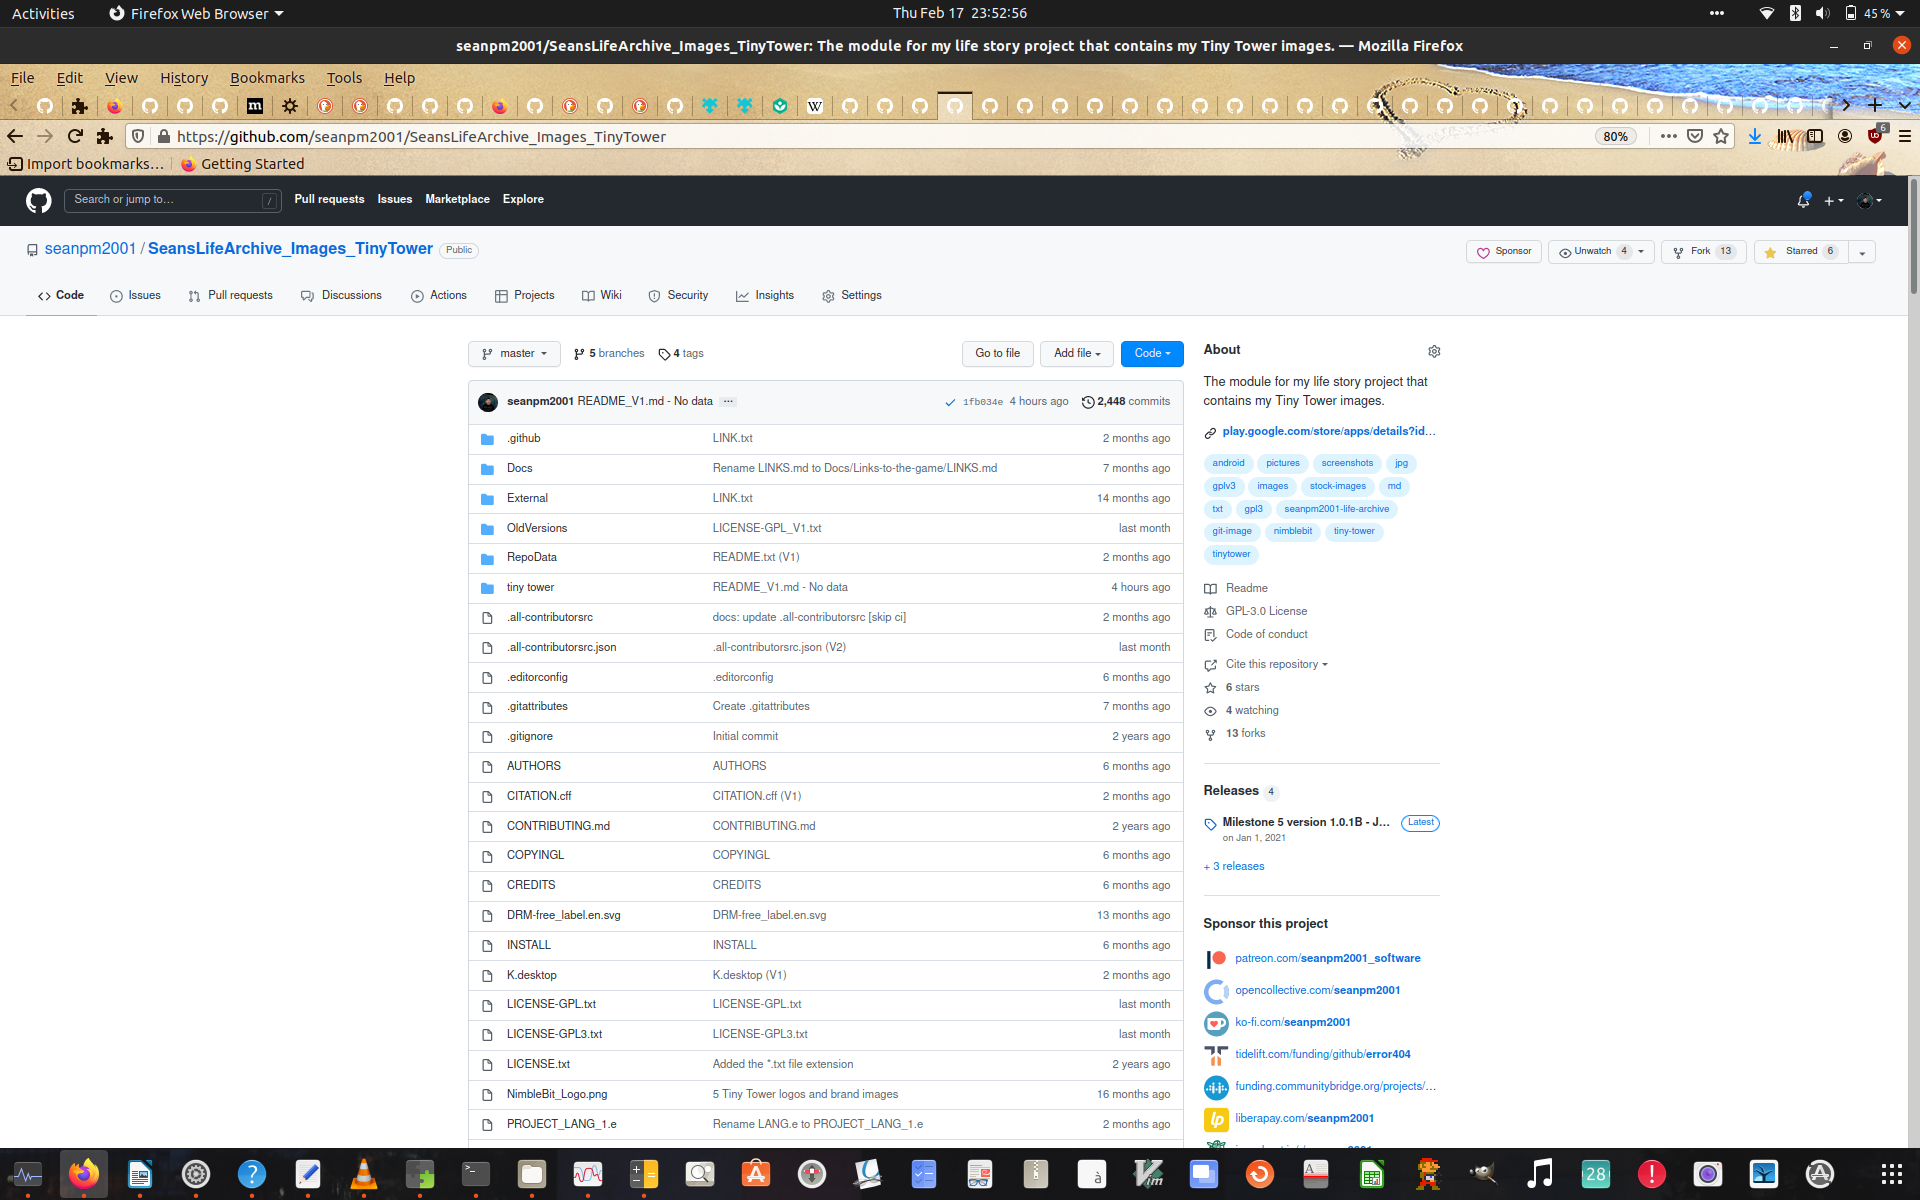 Activities
Firefox Web Browser
Thu Feb 17 23:52:56
45 %
seanpm2001/SeansLifeArchive_Images_TinyTower: The module for my life story project that contains my Tiny Tower images. — Mozilla Firefox
File Edit View History Bookmarks Tools Help
https://github.com/seanpm2001/SeansLifeArchive_Images_TinyTower
80%
6
Import bookmarks…
Getting Started
Search or jump to…
/
Pull requests
Issues
Marketplace
Explore
seanpm2001 / SeansLifeArchive_Images_TinyTower
Public
Sponsor
Unwatch 4
Fork 13
Starred 6
Code
Issues
Pull requests
Discussions
Actions
Projects
Wiki
Security
Insights
Settings
master
5 branches
4 tags
Go to file
Add file
Code
seanpm2001 README_V1.md - No data
1fb034e 4 hours ago
2,448 commits
.github LINK.txt 2 months ago
Docs Rename LINKS.md to Docs/Links-to-the-game/LINKS.md 7 months ago
External LINK.txt 14 months ago
OldVersions LICENSE-GPL_V1.txt last month
RepoData README.txt (V1) 2 months ago
tiny tower README_V1.md - No data 4 hours ago
.all-contributorsrc docs: update .all-contributorsrc [skip ci] 2 months ago
.all-contributorsrc.json .all-contributorsrc.json (V2) last month
.editorconfig .editorconfig 6 months ago
.gitattributes Create .gitattributes 7 months ago
.gitignore Initial commit 2 years ago
AUTHORS AUTHORS 6 months ago
CITATION.cff CITATION.cff (V1) 2 months ago
CONTRIBUTING.md CONTRIBUTING.md 2 years ago
COPYINGL COPYINGL 6 months ago
CREDITS CREDITS 6 months ago
DRM-free_label.en.svg DRM-free_label.en.svg 13 months ago
INSTALL INSTALL 6 months ago
K.desktop K.desktop (V1) 2 months ago
LICENSE-GPL.txt LICENSE-GPL.txt last month
LICENSE-GPL3.txt LICENSE-GPL3.txt last month
LICENSE.txt Added the *.txt file extension 2 years ago
NimbleBit_Logo.png 5 Tiny Tower logos and brand images 16 months ago
PROJECT_LANG_1.e Rename LANG.e to PROJECT_LANG_1.e 2 months ago
About
The module for my life story project that
contains my Tiny Tower images.
play.google.com/store/apps/details?id…
android pictures screenshots jpg
gplv3 images stock-images md
txt gpl3 seanpm2001-life-archive
git-image nimblebit tiny-tower
tinytower
Readme
GPL-3.0 License
Code of conduct
Cite this repository
6 stars
4 watching
13 forks
Releases 4
Milestone 5 version 1.0.1B - J…
Latest
on Jan 1, 2021
+ 3 releases
Sponsor this project
patreon.com/seanpm2001_software
opencollective.com/seanpm2001
ko-fi.com/seanpm2001
tidelift.com/funding/github/error404
funding.communitybridge.org/projects/…
liberapay.com/seanpm2001
28